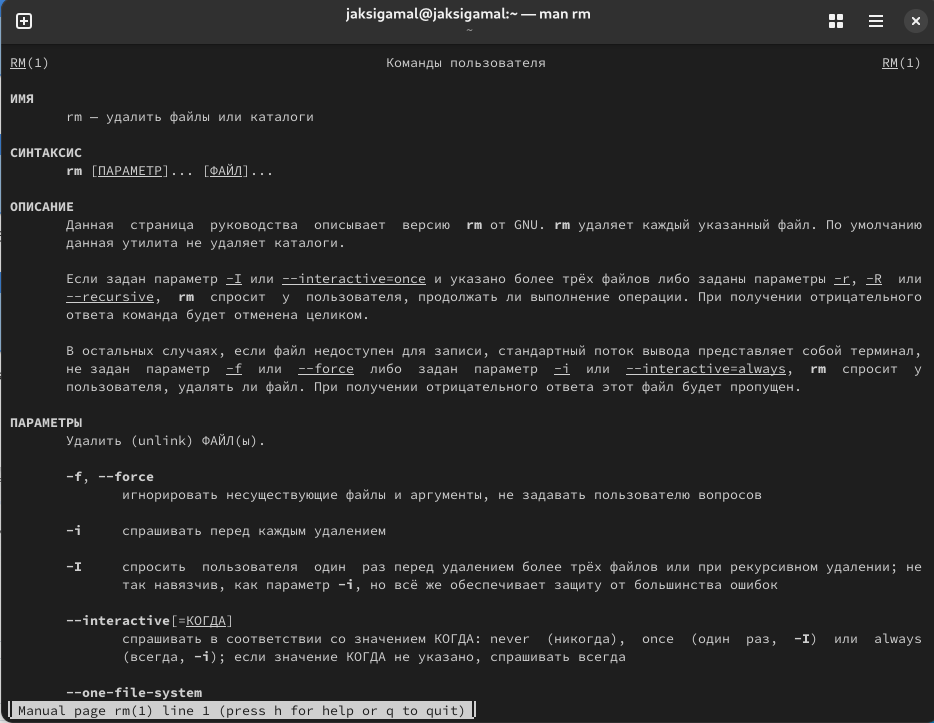 jaksigamal@jaksigamal:~ — man rm
~
RM(1) Команды пользователя RM(1)
ИМЯ
rm — удалить файлы или каталоги
СИНТАКСИС
rm [ПАРАМЕТР]... [ФАЙЛ]...
ОПИСАНИЕ
Данная страница руководства описывает версию rm от GNU. rm удаляет каждый указанный файл. По умолчанию
данная утилита не удаляет каталоги.
Если задан параметр -I или --interactive=once и указано более трёх файлов либо заданы параметры -r, -R или
--recursive, rm спросит у пользователя, продолжать ли выполнение операции. При получении отрицательного
ответа команда будет отменена целиком.
В остальных случаях, если файл недоступен для записи, стандартный поток вывода представляет собой терминал,
не задан параметр -f или --force либо задан параметр -i или --interactive=always, rm спросит у
пользователя, удалять ли файл. При получении отрицательного ответа этот файл будет пропущен.
ПАРАМЕТРЫ
Удалить (unlink) ФАЙЛ(ы).
-f, --force
игнорировать несуществующие файлы и аргументы, не задавать пользователю вопросов
-i спрашивать перед каждым удалением
-I спросить пользователя один раз перед удалением более трёх файлов или при рекурсивном удалении; не
так навязчив, как параметр -i, но всё же обеспечивает защиту от большинства ошибок
--interactive[=КОГДА]
спрашивать в соответствии со значением КОГДА: never (никогда), once (один раз, -I) или always
(всегда, -i); если значение КОГДА не указано, спрашивать всегда
--one-file-system
Manual page rm(1) line 1 (press h for help or q to quit)